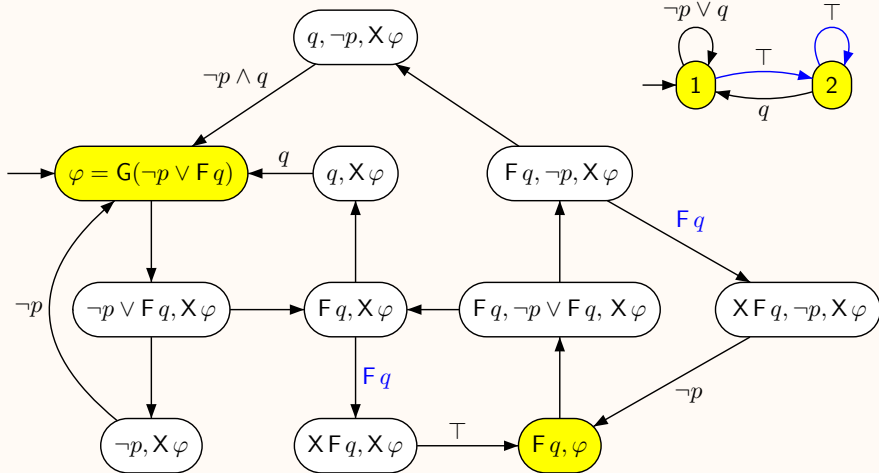 ¬p ∨ q
⊤
⊤
1
2
q
q, ¬p, X φ
¬p ∧ q
φ = G(¬p ∨ F q)
q
q, X φ
F q, ¬p, X φ
F q
¬p
¬p ∨ F q, X φ
F q, X φ
F q, ¬p ∨ F q, X φ
X F q, ¬p, X φ
F q
¬p
¬p, X φ
X F q, X φ
⊤
F q, φ